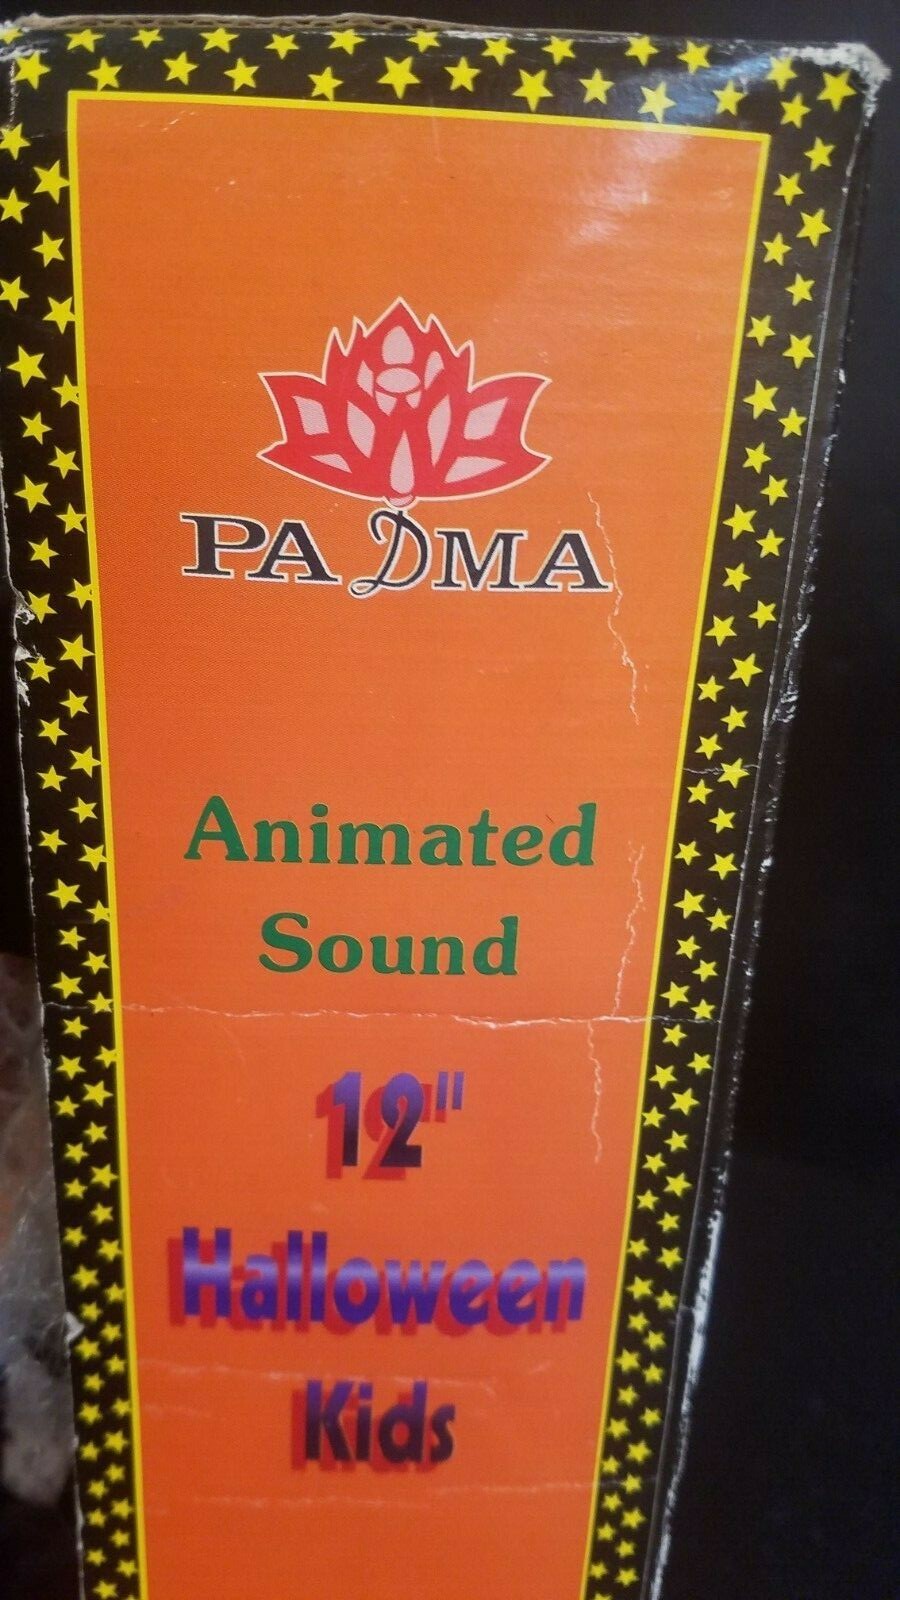 PADMA
Animated
Sound
12"
Halloween
Kids